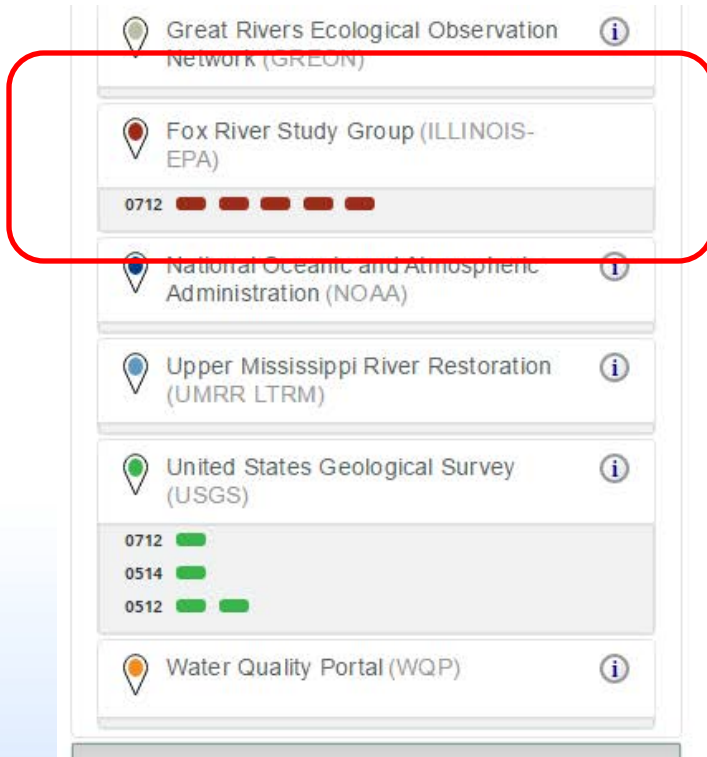 Great Rivers Ecological Observation
Network (GREON)
Fox River Study Group (ILLINOIS-
EPA)
0712
National Oceanic and Atmospheric
Administration (NOAA)
Upper Mississippi River Restoration
(UMRR LTRM)
United States Geological Survey
(USGS)
0712
0514
0512
Water Quality Portal (WQP)